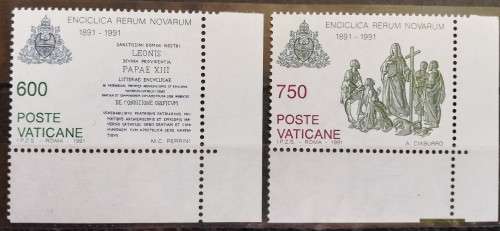 ENCICLICA RERUM NOVARUM
1891 - 1991
SANCTISSIMI DOMINI NOSTRI
LEONIS
DIVINA PROVIDENTIA
PAPAE XIII
LITTERAE ENCYCLICAE
DE CONDITIONE OPIFICUM
600
POSTE
VATICANE
I.P.Z.S. - ROMA - 1991
M.C. PERRINI
ENCICLICA RERUM NOVARUM
1891 - 1991
750
POSTE
VATICANE
I.P.Z.S. - ROMA - 1991
A. CIABURRO